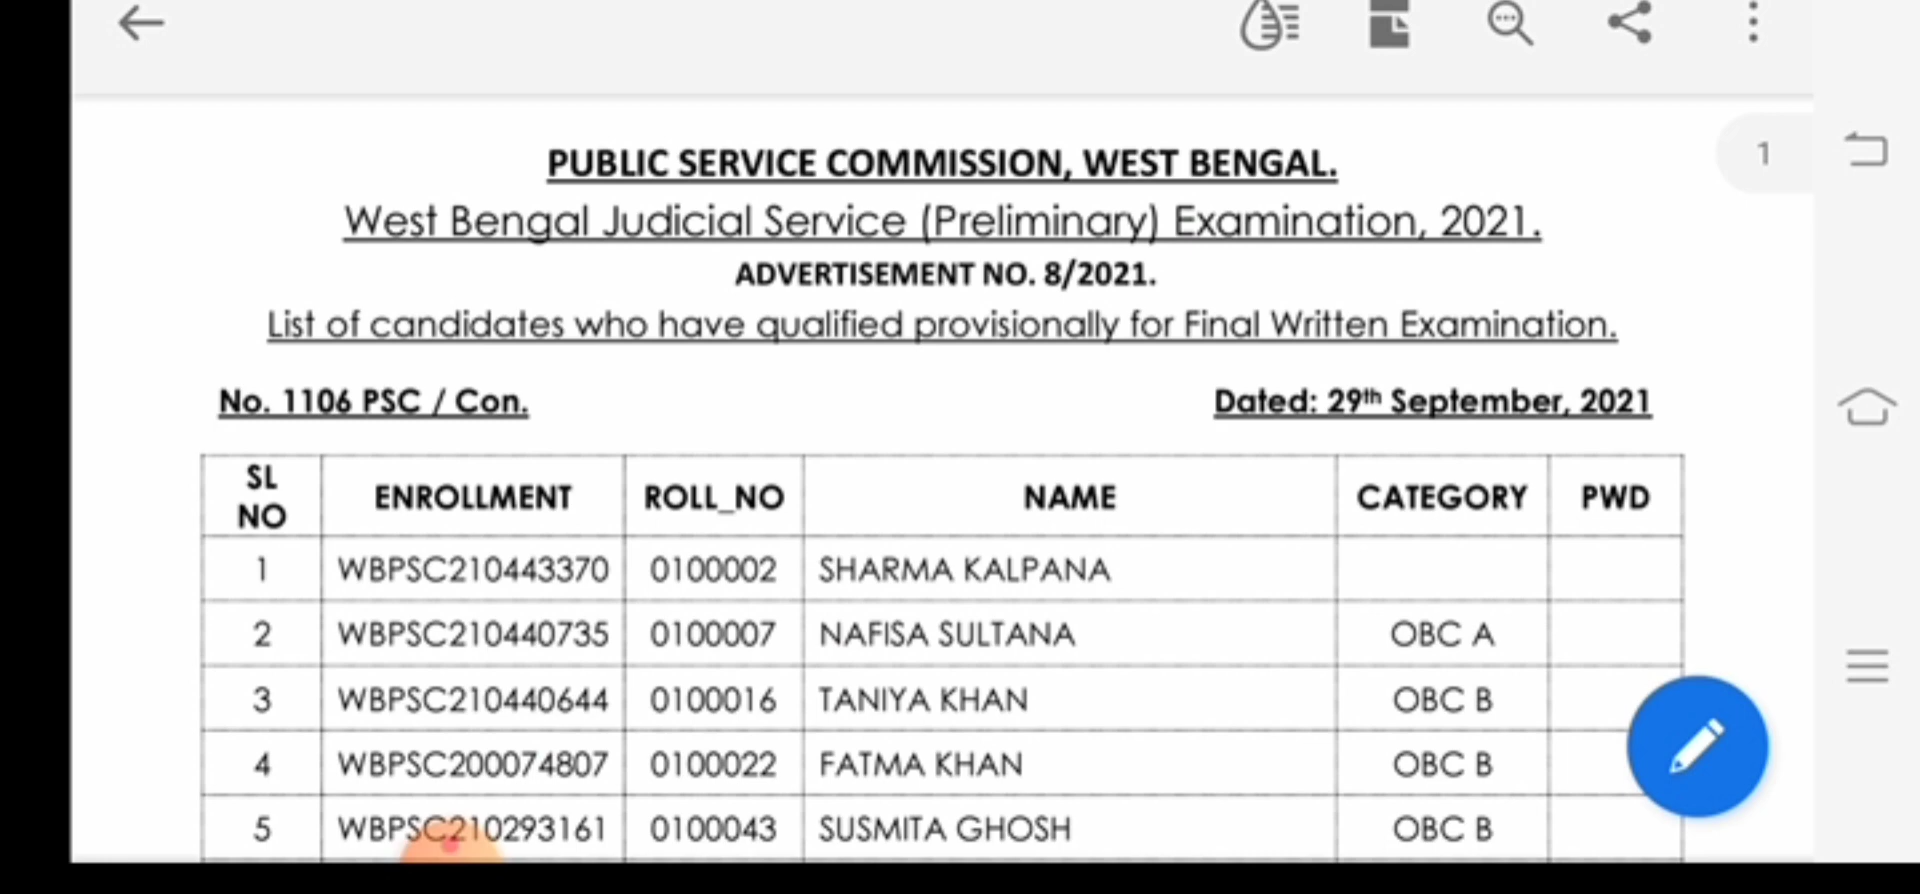 1
PUBLIC SERVICE COMMISSION, WEST BENGAL.
West Bengal Judicial Service (Preliminary) Examination, 2021.
ADVERTISEMENT NO. 8/2021.
List of candidates who have qualified provisionally for Final Written Examination.
No. 1106 PSC / Con. Dated: 29th September, 2021
SL NO ENROLLMENT ROLL_NO NAME CATEGORY PWD
1 WBPSC210443370 0100002 SHARMA KALPANA
2 WBPSC210440735 0100007 NAFISA SULTANA OBC A
3 WBPSC210440644 0100016 TANIYA KHAN OBC B
4 WBPSC200074807 0100022 FATMA KHAN OBC B
5 WBPSC210293161 0100043 SUSMITA GHOSH OBC B